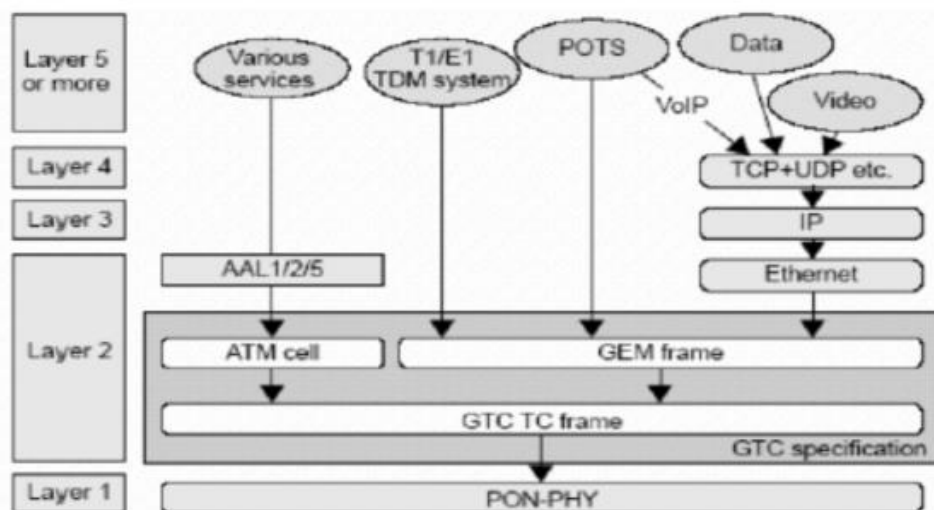 Layer 5
or more
Various
services
T1/E1
TDM system
POTS
Data
VoIP
Video
Layer 4
TCP+UDP etc.
Layer 3
IP
Layer 2
AAL1/2/5
Ethernet
ATM cell
GEM frame
GTC TC frame
GTC specification
Layer 1
PON-PHY